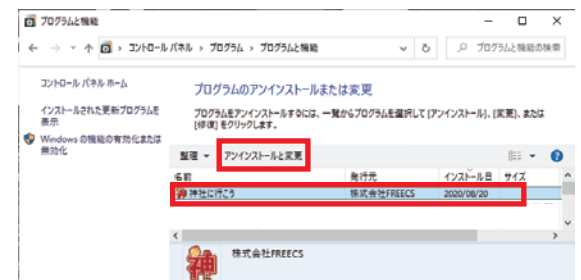 プログラムと機能
コントロール パネル › プログラム › プログラムと機能
プログラムと機能の検索
コントロール パネル ホーム
インストールされた更新プログラムを
表示
Windows の機能の有効化または
無効化
プログラムのアンインストールまたは変更
プログラムをアンインストールするには、一覧からプログラムを選択して [アンインストール]、[変更]、または
[修復] をクリックします。
整理 アンインストールと変更
名前 発行元 インストール日 サイズ
神社に行こう 株式会社FREECS 2020/08/20
神 株式会社FREECS